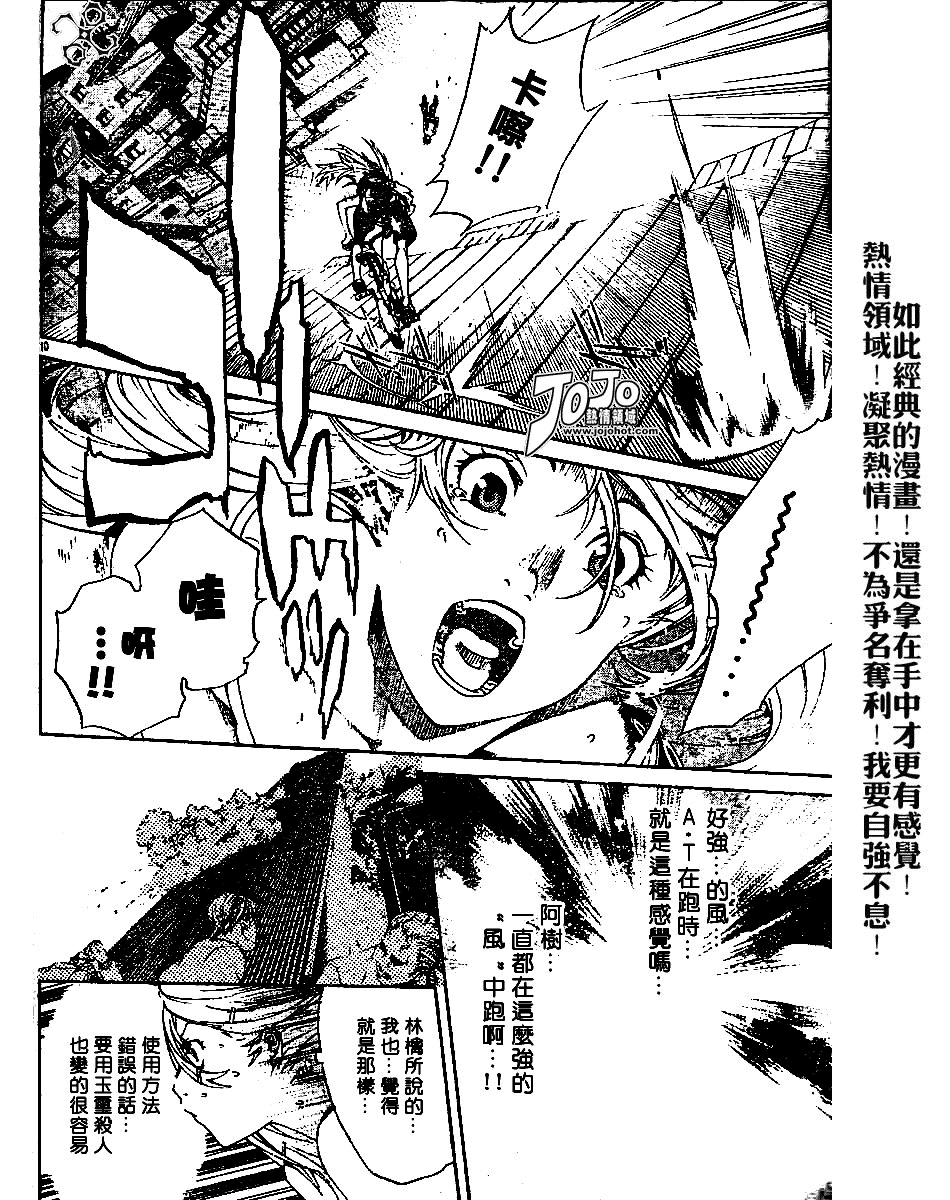 卡嚓!!
JOJO
熱情領域
www.jojohot.com
10
哇
呀
…!!
好強…的風…
A·T在跑時…
就是這種感覺嗎…
阿樹…
一直都在這麼強的
"風"中跑啊…!!
林檎所說的…
我也…覺得
就是那樣…
使用方法
錯誤的話…
要用玉璽殺人
也變的很容易
如此經典的漫畫！還是拿在手中才更有感覺！
熱情領域！凝聚熱情！不為爭名奪利！我要自強不息！